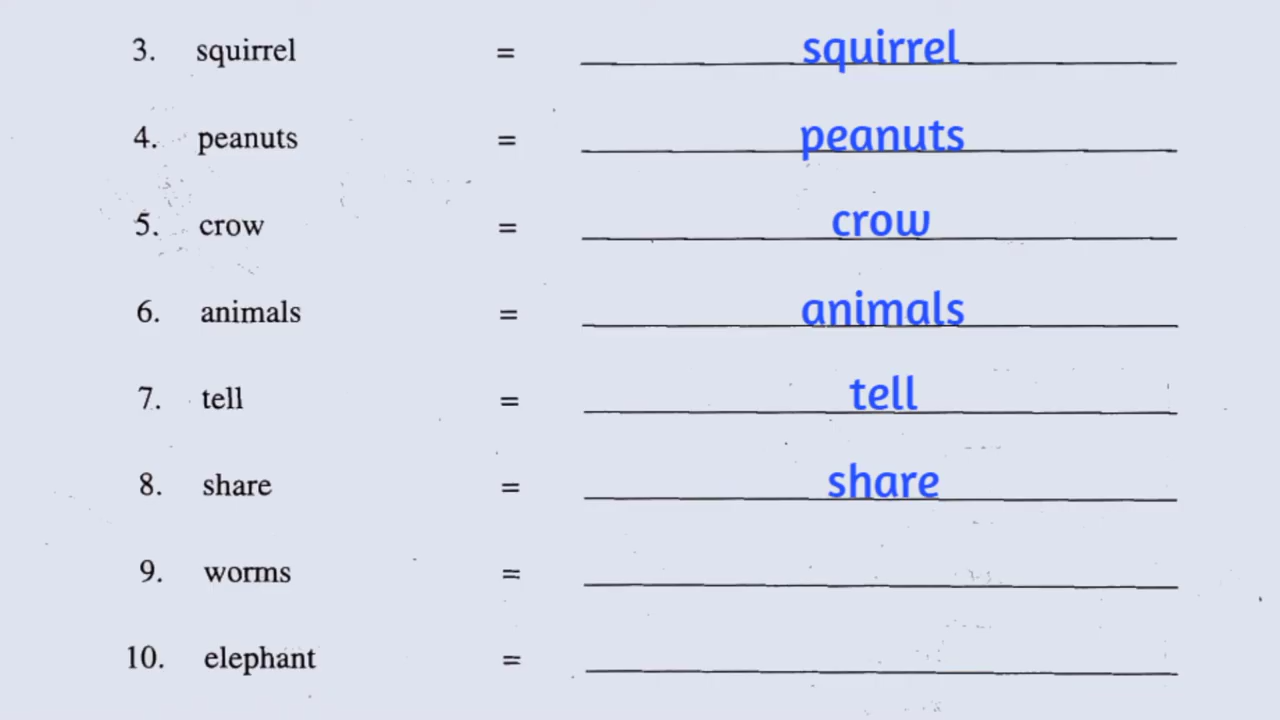 3. squirrel = squirrel
4. peanuts = peanuts
5. crow = crow
6. animals = animals
7. tell = tell
8. share = share
9. worms =
10. elephant =